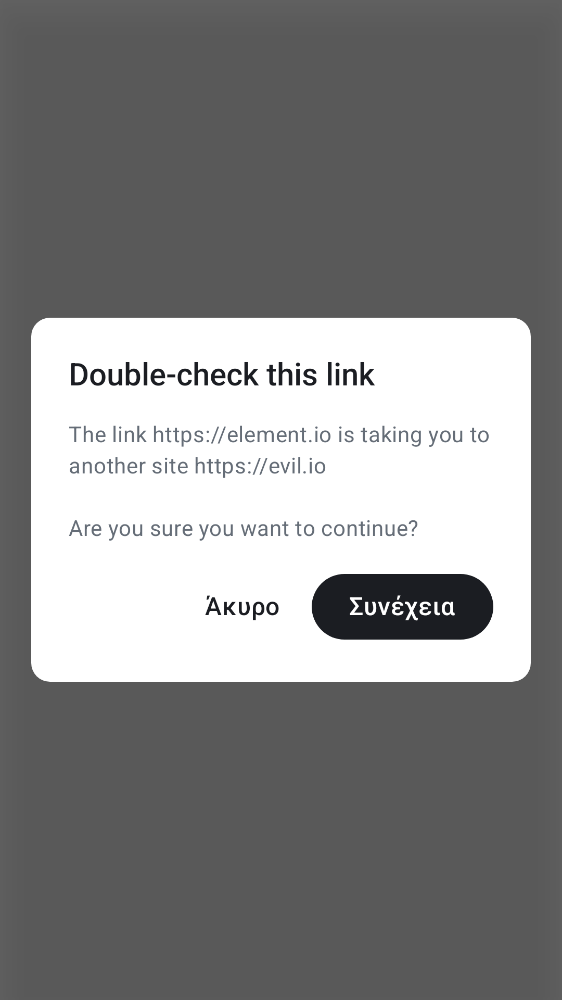 Double-check this link
The link https://element.io is taking you to
another site https://evil.io
Are you sure you want to continue?
Άκυρο
Συνέχεια